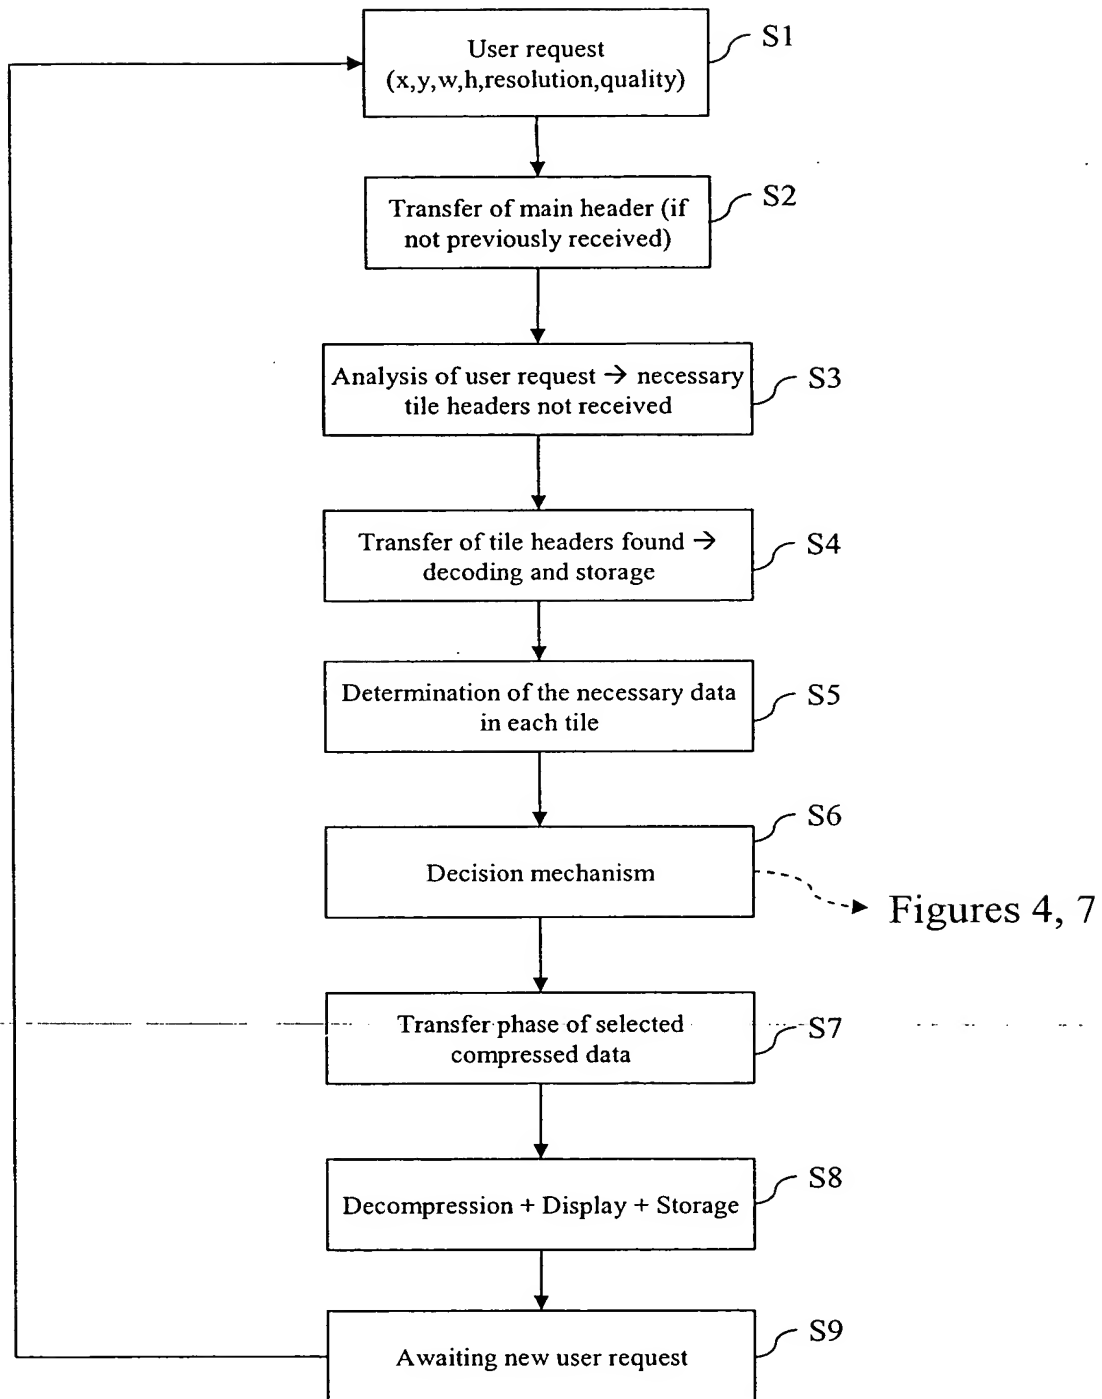 User request
(x,y,w,h,resolution,quality)
S1
Transfer of main header (if
not previously received)
S2
Analysis of user request → necessary
tile headers not received
S3
Transfer of tile headers found →
decoding and storage
S4
Determination of the necessary data
in each tile
S5
Decision mechanism
S6
Figures 4, 7
Transfer phase of selected
compressed data
S7
Decompression + Display + Storage
S8
Awaiting new user request
S9